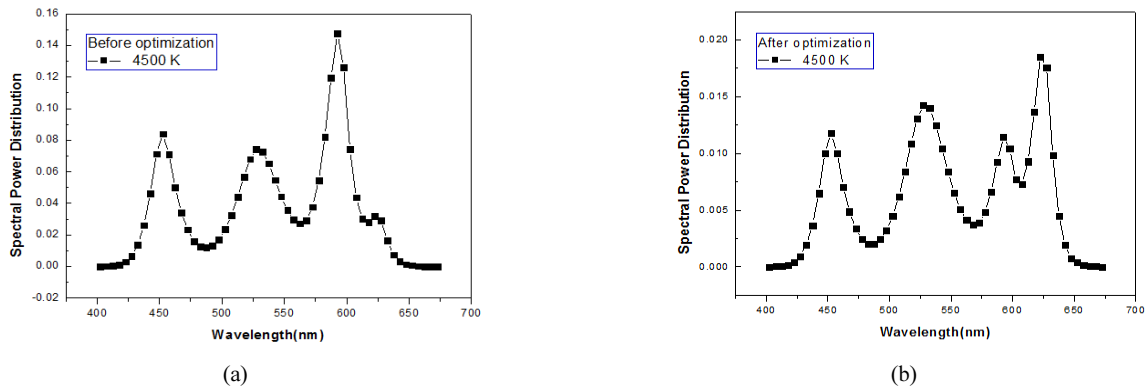 Before optimization
4500 K
0.16
0.14
0.12
0.10
0.08
0.06
0.04
0.02
0.00
-0.02
Spectral Power Distribution
400 450 500 550 600 650 700
Wavelength(nm)
(a)
After optimization
4500 K
0.020
0.015
0.010
0.005
0.000
Spectral Power Distribution
400 450 500 550 600 650 700
Wavelength(nm)
(b)